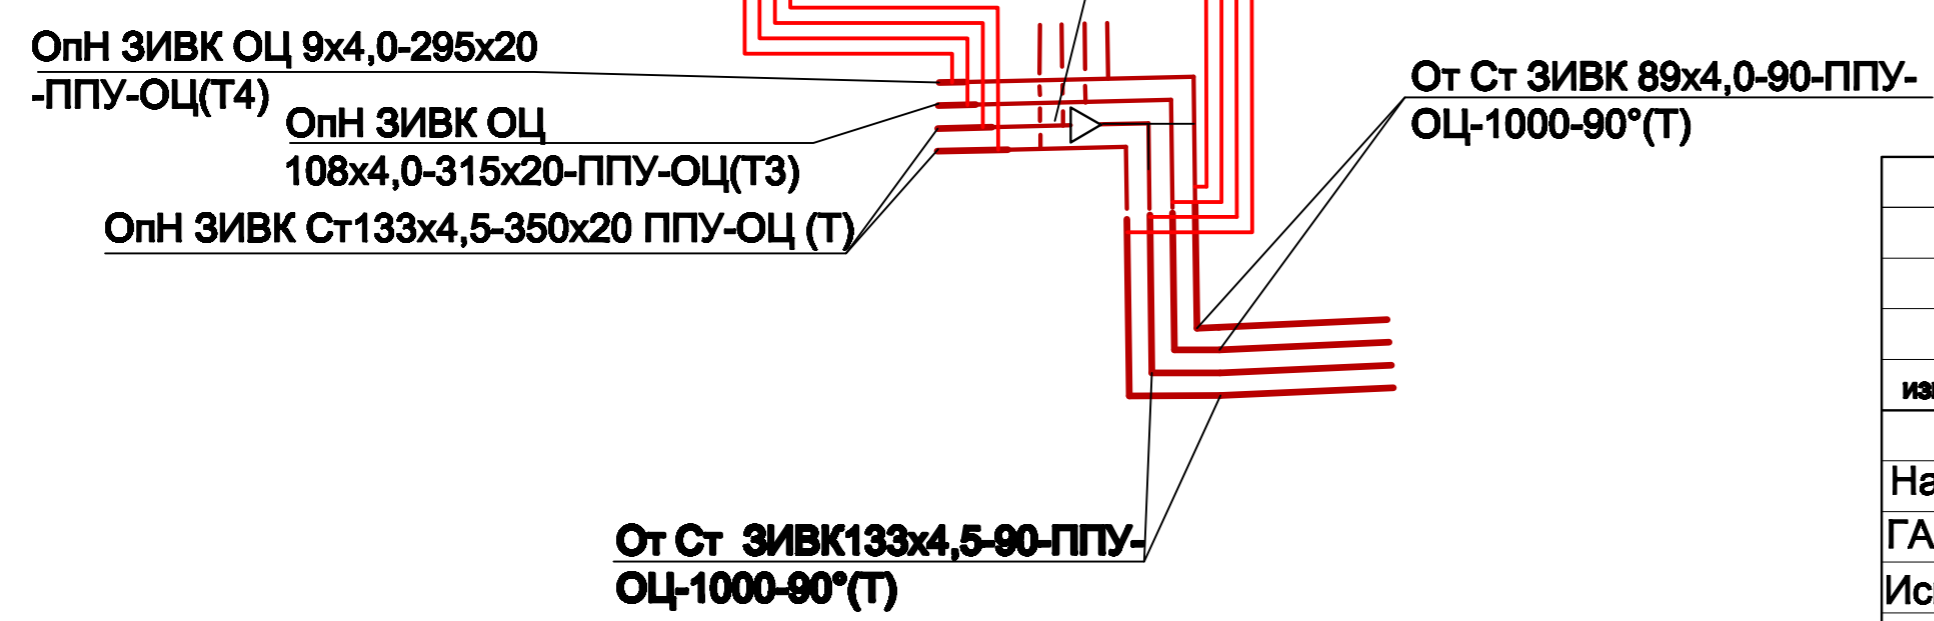 ОпН ЗИВК ОЦ 9х4,0-295х20
-ППУ-ОЦ(Т4)
ОпН ЗИВК ОЦ
108х4,0-315х20-ППУ-ОЦ(Т3)
ОпН ЗИВК Ст133х4,5-350х20 ППУ-ОЦ (Т)
От Ст ЗИВК 89х4,0-90-ППУ-
ОЦ-1000-90°(Т)
От Ст ЗИВК133х4,5-90-ППУ-
ОЦ-1000-90°(Т)
На
ГА